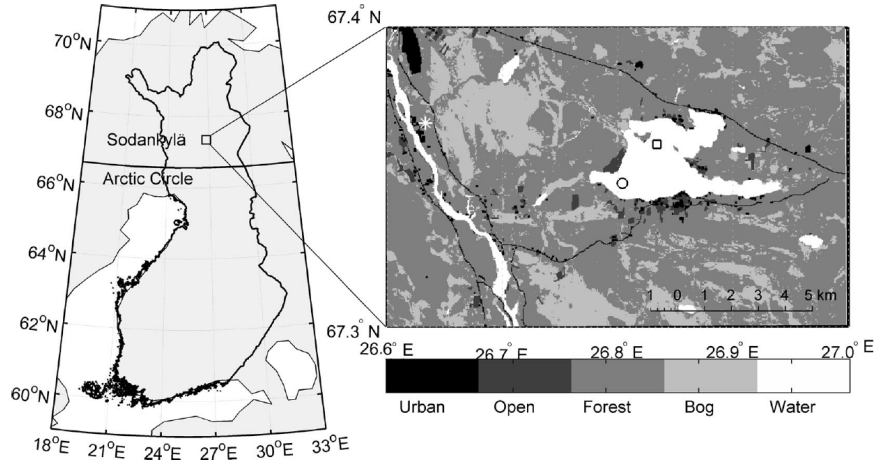 70°N
68°N
Sodankylä
66°N
Arctic Circle
64°N
62°N
60°N
18°E 21°E 24°E 27°E 30°E 33°E
67.4° N
67.3° N
1 0 1 2 3 4 5 km
26.6° E 26.7° E 26.8° E 26.9° E 27.0° E
Urban Open Forest Bog Water